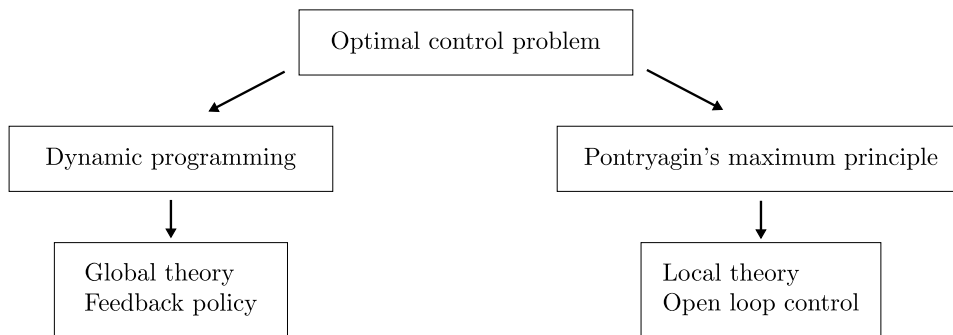 Optimal control problem
Dynamic programming
Pontryagin's maximum principle
Global theory
Feedback policy
Local theory
Open loop control